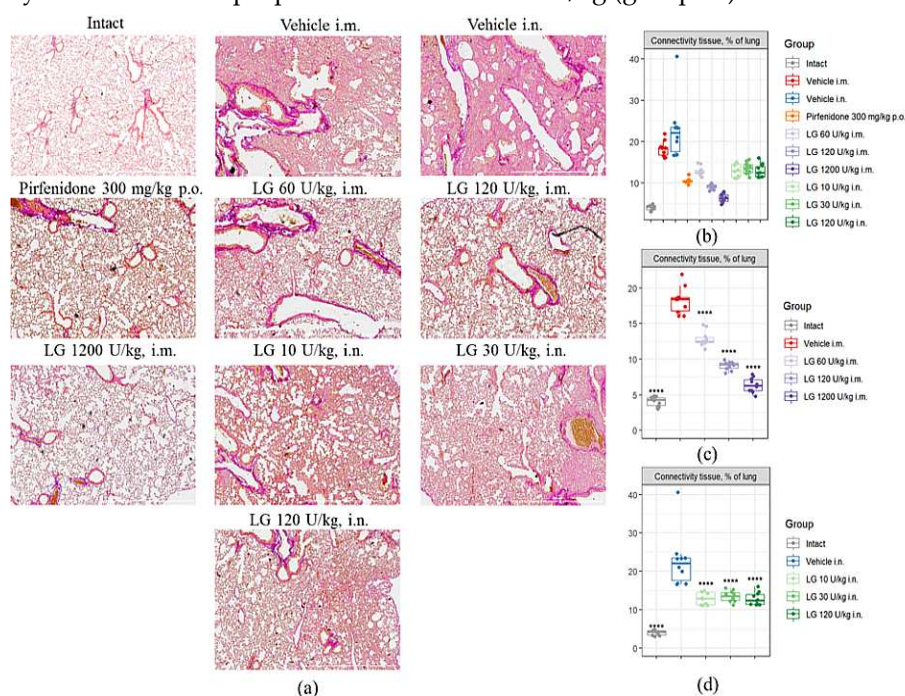 Intact
Vehicle i.m.
Vehicle i.n.
Pirfenidone 300 mg/kg p.o.
LG 60 U/kg, i.m.
LG 120 U/kg, i.m.
LG 1200 U/kg, i.m.
LG 10 U/kg, i.n.
LG 30 U/kg, i.n.
LG 120 U/kg, i.n.
(a)
Connectivity tissue, % of lung
40
30
20
10
(b)
Group
Intact
Vehicle i.m.
Vehicle i.n.
Pirfenidone 300 mg/kg p.o.
LG 60 U/kg i.m.
LG 120 U/kg i.m.
LG 1200 U/kg i.m.
LG 10 U/kg i.n.
LG 30 U/kg i.n.
LG 120 U/kg i.n.
Connectivity tissue, % of lung
20
15
10
5
0
****
****
****
****
(c)
Group
Intact
Vehicle i.m.
LG 60 U/kg i.m.
LG 120 U/kg i.m.
LG 1200 U/kg i.m.
Connectivity tissue, % of lung
40
30
20
10
0
****
****
****
****
(d)
Group
Intact
Vehicle i.n.
LG 10 U/kg i.n.
LG 30 U/kg i.n.
LG 120 U/kg i.n.